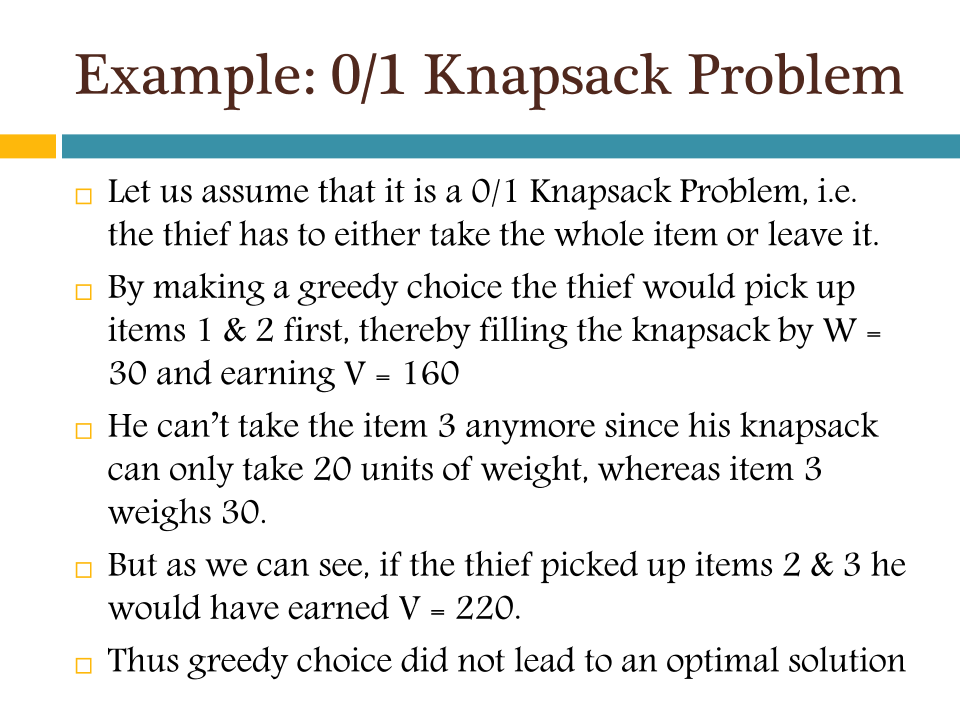 Example: 0/1 Knapsack Problem
Let us assume that it is a 0/1 Knapsack Problem, i.e.
the thief has to either take the whole item or leave it.
By making a greedy choice the thief would pick up
items 1 & 2 first, thereby filling the knapsack by W =
30 and earning V = 160
He can’t take the item 3 anymore since his knapsack
can only take 20 units of weight, whereas item 3
weighs 30.
But as we can see, if the thief picked up items 2 & 3 he
would have earned V = 220.
Thus greedy choice did not lead to an optimal solution